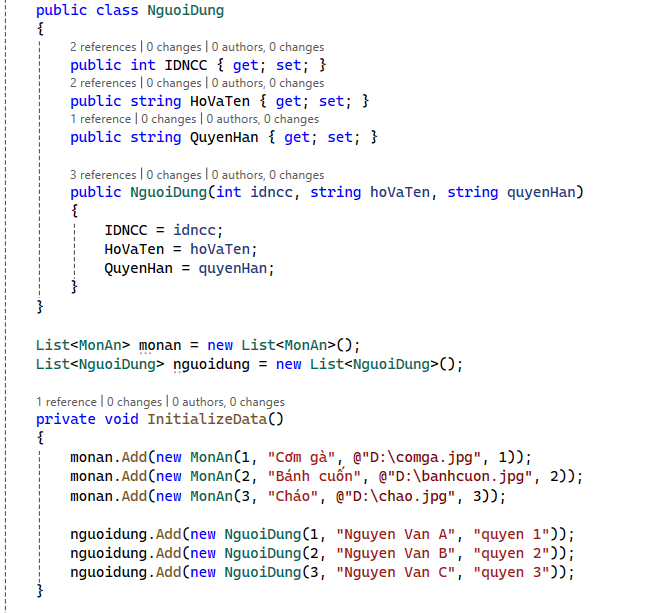 public class NguoiDung
{
2 references | 0 changes | 0 authors, 0 changes
public int IDNCC { get; set; }
2 references | 0 changes | 0 authors, 0 changes
public string HoVaTen { get; set; }
1 reference | 0 changes | 0 authors, 0 changes
public string QuyenHan { get; set; }
3 references | 0 changes | 0 authors, 0 changes
public NguoiDung(int idncc, string hoVaTen, string quyenHan)
{
IDNCC = idncc;
HoVaTen = hoVaTen;
QuyenHan = quyenHan;
}
}
List<MonAn> monan = new List<MonAn>();
List<NguoiDung> nguoidung = new List<NguoiDung>();
1 reference | 0 changes | 0 authors, 0 changes
private void InitializeData()
{
monan.Add(new MonAn(1, "Cơm gà", @"D:\comga.jpg", 1));
monan.Add(new MonAn(2, "Bánh cuốn", @"D:\banhcuon.jpg", 2));
monan.Add(new MonAn(3, "Cháo", @"D:\chao.jpg", 3));
nguoidung.Add(new NguoiDung(1, "Nguyen Van A", "quyen 1"));
nguoidung.Add(new NguoiDung(2, "Nguyen Van B", "quyen 2"));
nguoidung.Add(new NguoiDung(3, "Nguyen Van C", "quyen 3"));
}